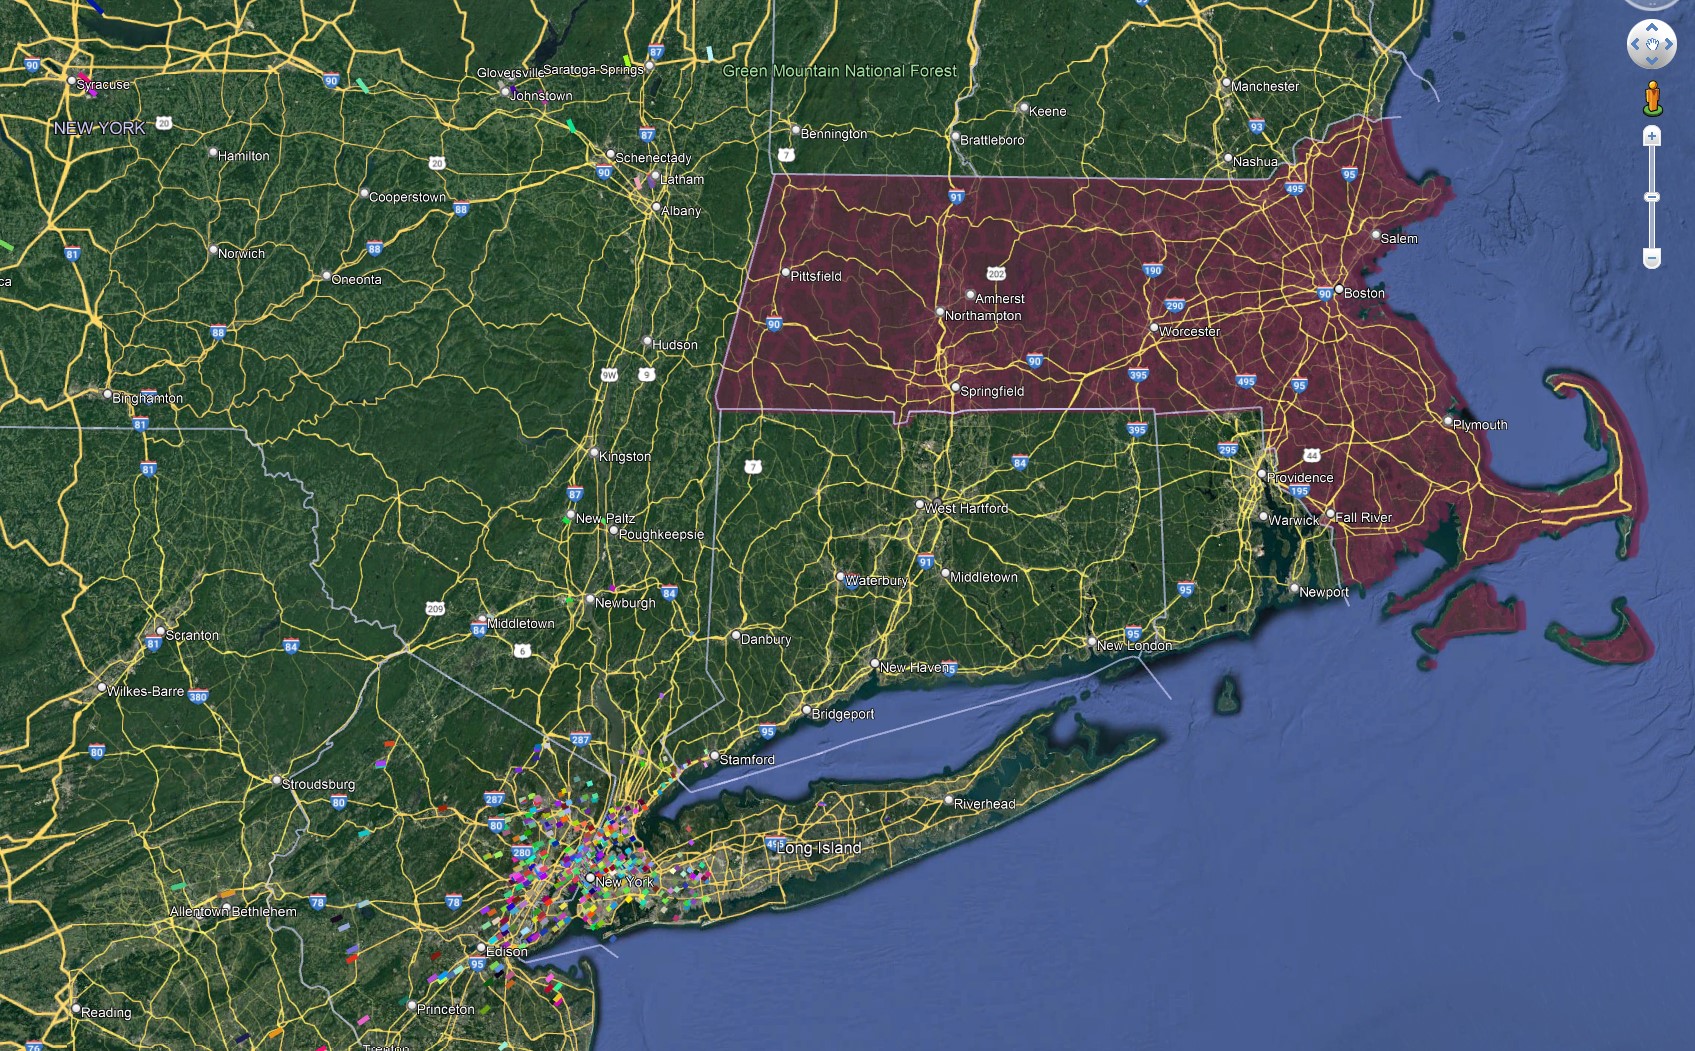 87
90
Syracuse
90
Gloversville
Saratoga Springs
Johnstown
Green Mountain National Forest
Manchester
Keene
NEW YORK
20
87
Bennington
Brattleboro
93
Hamilton
20
Schenectady
7
Nashua
90
Latham
495
95
Cooperstown
88
Albany
91
81
Norwich
88
Salem
ca
Oneonta
Pittsfield
202
190
Amherst
90
Boston
88
90
Northampton
290
Worcester
Hudson
90
9W
9
395
495
95
Binghamton
81
Springfield
Plymouth
395
Kingston
7
84
295
44
81
Providence
87
195
New Paltz
West Hartford
Warwick
Fall River
Poughkeepsie
91
Waterbury
Middletown
95
Newport
209
Newburgh
84
Middletown
84
Scranton
81
84
6
Danbury
95
New London
Wilkes-Barre
380
New Haven
Bridgeport
95
287
80
Stamford
Stroudsburg
80
287
Riverhead
80
280
495
Long Island
New York
78
78
Allentown
Bethlehem
Edison
95
Princeton
Reading
76
Trenton